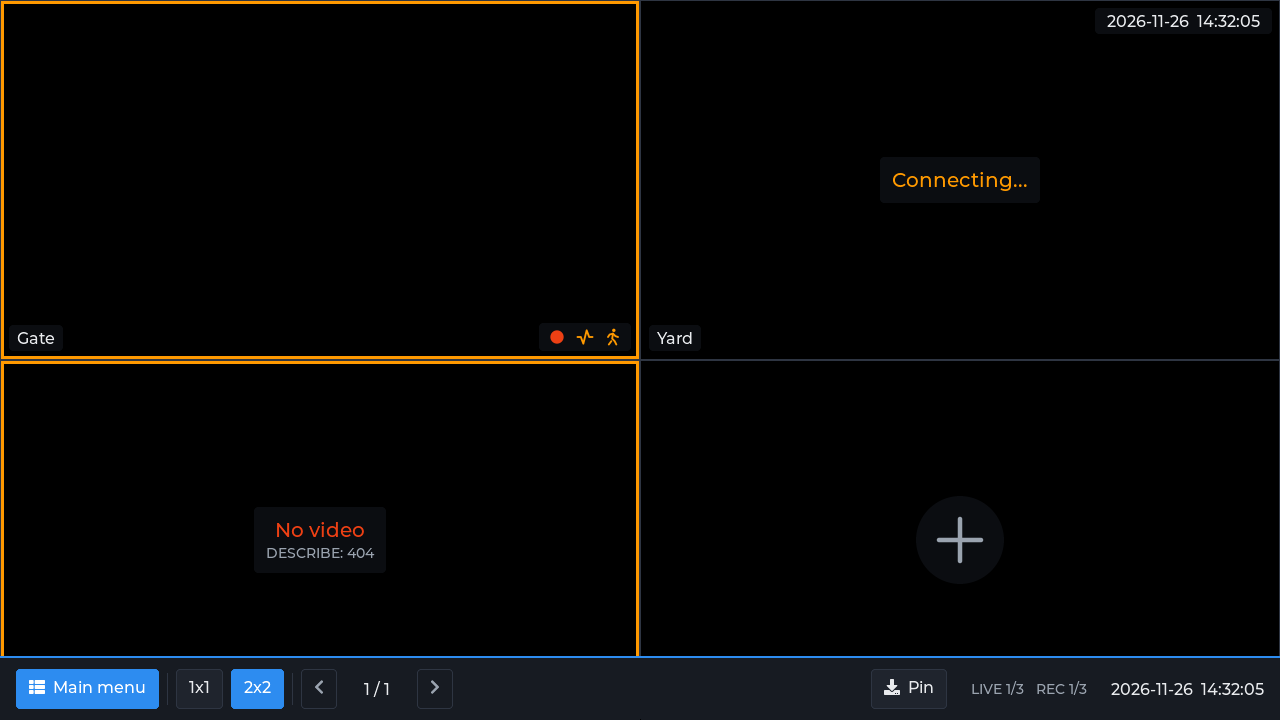 2026-11-26 14:32:05
Connecting...
Gate
Yard
No video
DESCRIBE: 404
Main menu
1x1
2x2
1 / 1
Pin
LIVE 1/3
REC 1/3
2026-11-26 14:32:05